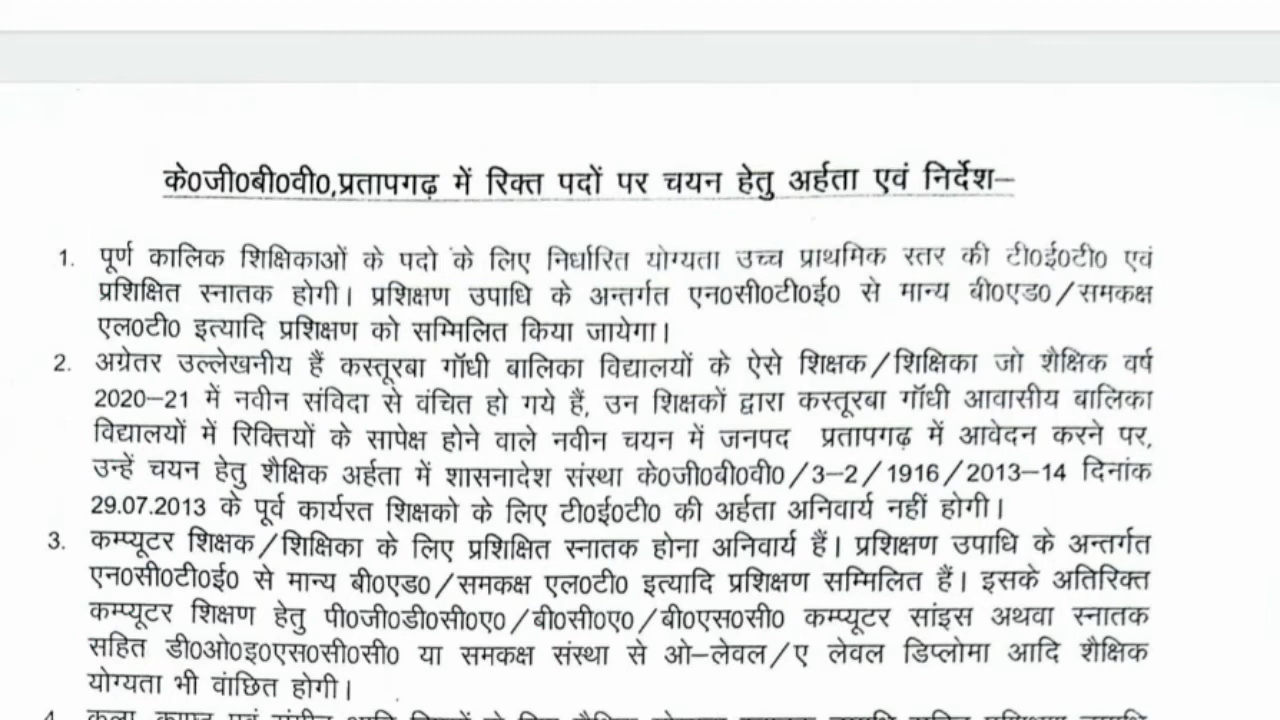 के0जी0बी0वी0,प्रतापगढ़ में रिक्त पदों पर चयन हेतु अर्हता एवं निर्देश–
1. पूर्ण कालिक शिक्षिकाओं के पदो के लिए निर्धारित योग्यता उच्च प्राथमिक स्तर की टी0ई0टी0 एवं
प्रशिक्षित स्नातक होगी। प्रशिक्षण उपाधि के अन्तर्गत एन0सी0टी0ई0 से मान्य बी0एड0/समकक्ष
एल0टी0 इत्यादि प्रशिक्षण को सम्मिलित किया जायेगा।
2. अग्रेतर उल्लेखनीय हैं कस्तूरबा गॉधी बालिका विद्यालयों के ऐसे शिक्षक/शिक्षिका जो शैक्षिक वर्ष
2020–21 में नवीन संविदा से वंचित हो गये हैं, उन शिक्षकों द्वारा कस्तूरबा गॉधी आवासीय बालिका
विद्यालयों में रिक्तियों के सापेक्ष होने वाले नवीन चयन में जनपद प्रतापगढ़ में आवेदन करने पर,
उन्हें चयन हेतु शैक्षिक अर्हता में शासनादेश संस्था के0जी0बी0वी0/3–2/1916/2013–14 दिनांक
29.07.2013 के पूर्व कार्यरत शिक्षको के लिए टी0ई0टी0 की अर्हता अनिवार्य नहीं होगी।
3. कम्प्यूटर शिक्षक/शिक्षिका के लिए प्रशिक्षित स्नातक होना अनिवार्य हैं। प्रशिक्षण उपाधि के अन्तर्गत
एन0सी0टी0ई0 से मान्य बी0एड0/समकक्ष एल0टी0 इत्यादि प्रशिक्षण सम्मिलित हैं। इसके अतिरिक्त
कम्प्यूटर शिक्षण हेतु पी0जी0डी0सी0ए0/बी0सी0ए0/बी0एस0सी0 कम्प्यूटर सांइस अथवा स्नातक
सहित डी0ओ0इ0एस0सी0सी0 या समकक्ष संस्था से ओ–लेवल/ए लेवल डिप्लोमा आदि शैक्षिक
योग्यता भी वांछित होगी।